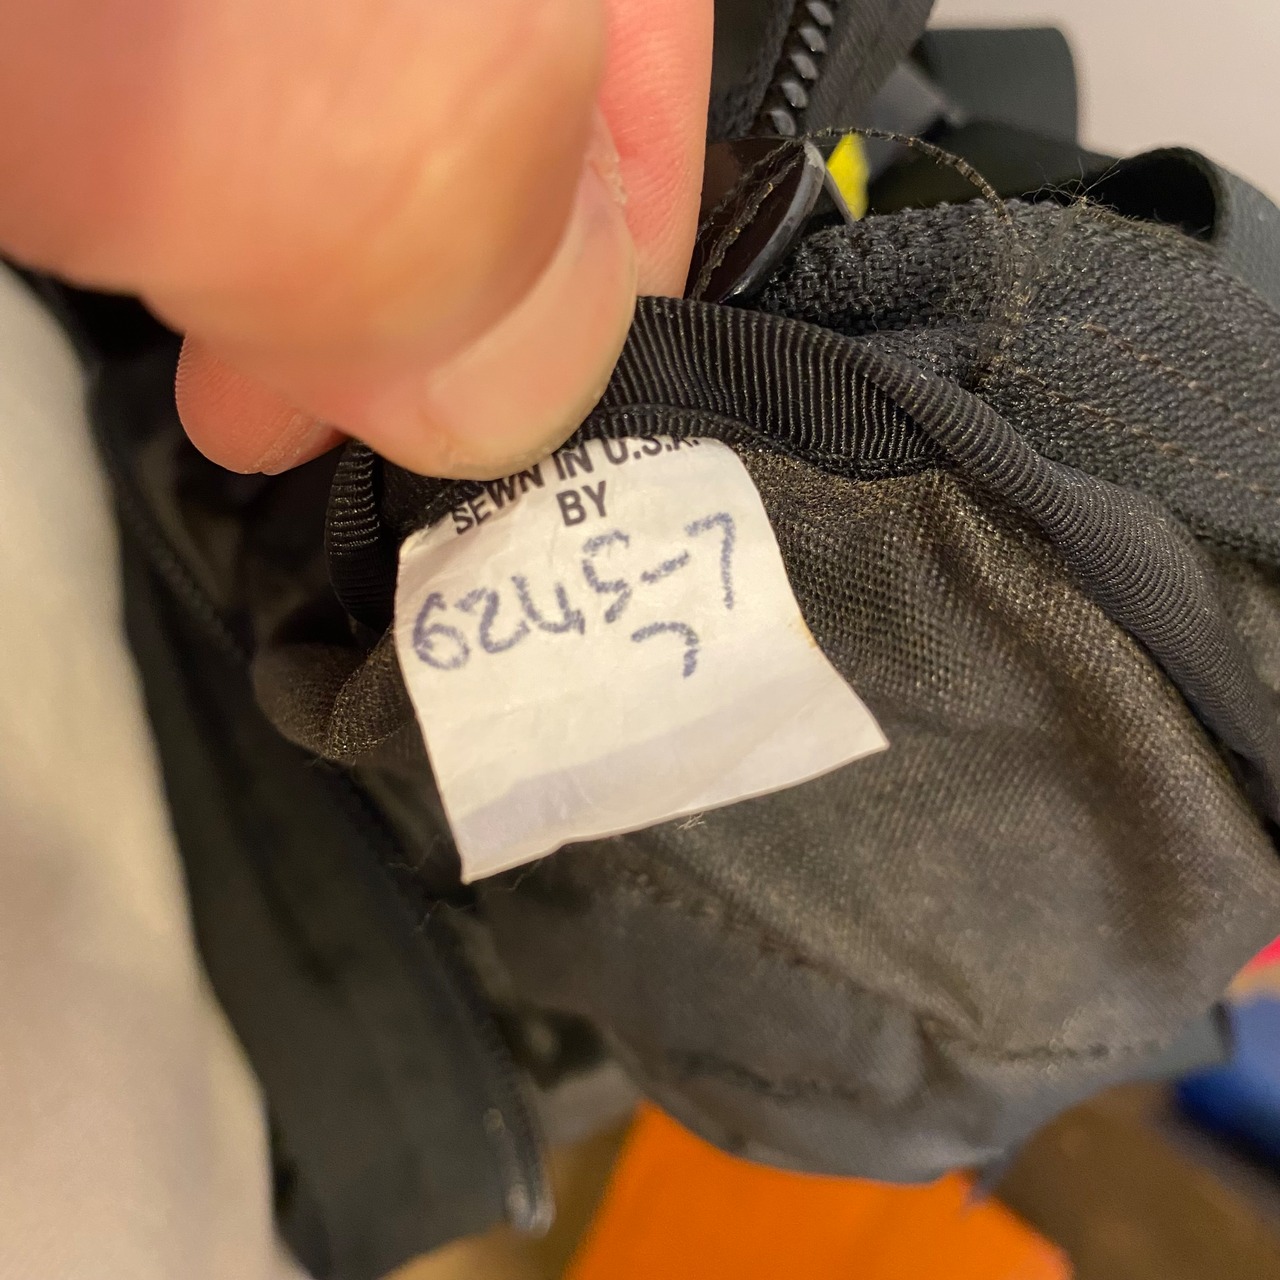 SEWN IN U.S.A.
BY
6245-7
7